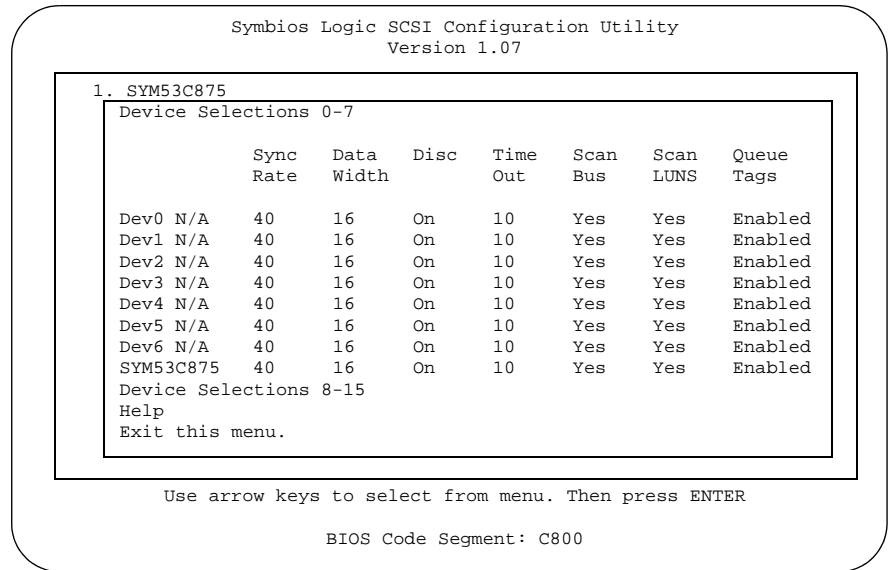 Symbios Logic SCSI Configuration Utility
Version 1.07
1. SYM53C875
Device Selections 0-7
Sync Data Disc Time Scan Scan Queue
Rate Width Out Bus LUNS Tags
Dev0 N/A 40 16 On 10 Yes Yes Enabled
Dev1 N/A 40 16 On 10 Yes Yes Enabled
Dev2 N/A 40 16 On 10 Yes Yes Enabled
Dev3 N/A 40 16 On 10 Yes Yes Enabled
Dev4 N/A 40 16 On 10 Yes Yes Enabled
Dev5 N/A 40 16 On 10 Yes Yes Enabled
Dev6 N/A 40 16 On 10 Yes Yes Enabled
SYM53C875 40 16 On 10 Yes Yes Enabled
Device Selections 8-15
Help
Exit this menu.
Use arrow keys to select from menu. Then press ENTER
BIOS Code Segment: C800